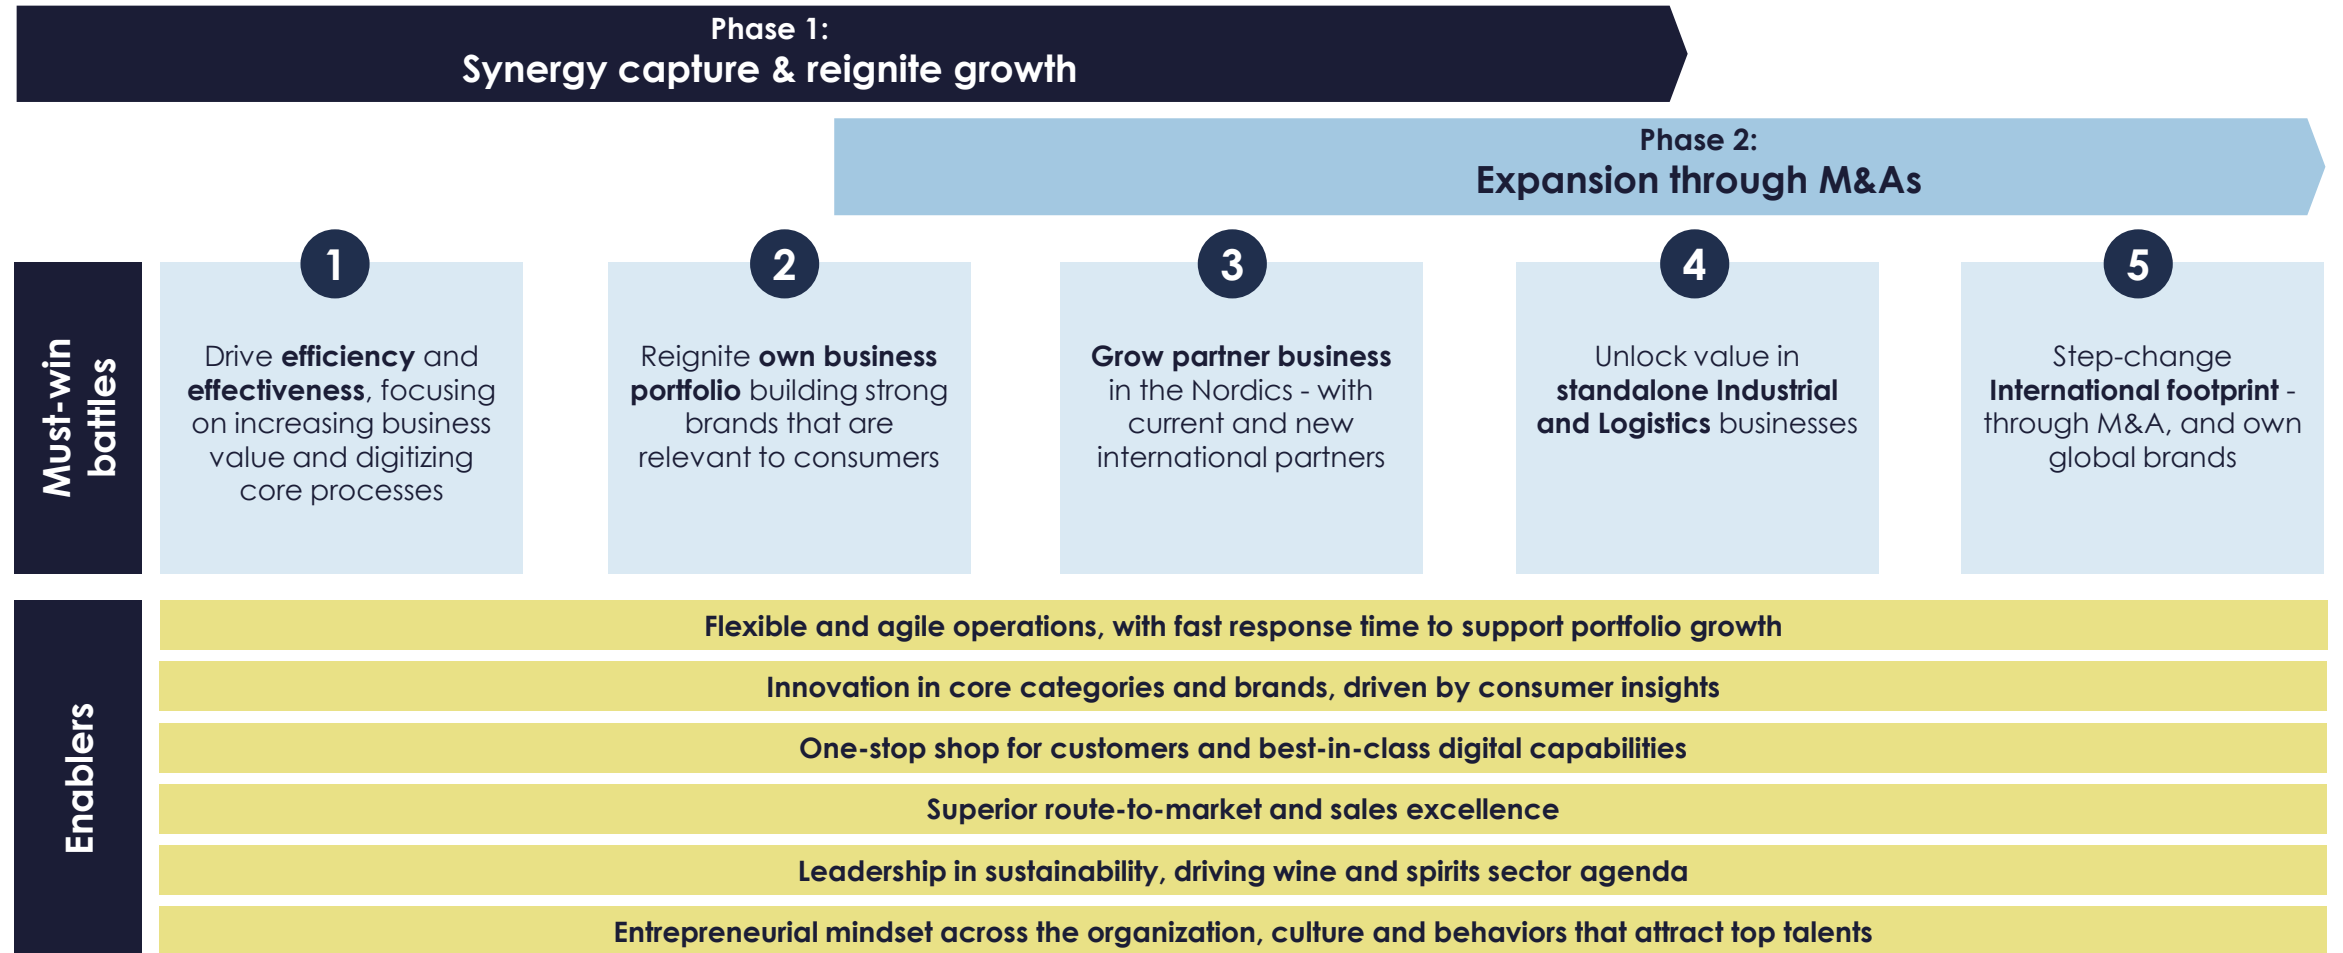 Phase 1:
Synergy capture & reignite growth
Phase 2:
Expansion through M&As
Must-win
battles
1
Drive efficiency and
effectiveness, focusing
on increasing business
value and digitizing
core processes
2
Reignite own business
portfolio building strong
brands that are
relevant to consumers
3
Grow partner business
in the Nordics - with
current and new
international partners
4
Unlock value in
standalone Industrial
and Logistics businesses
5
Step-change
International footprint -
through M&A, and own
global brands
Enablers
Flexible and agile operations, with fast response time to support portfolio growth
Innovation in core categories and brands, driven by consumer insights
One-stop shop for customers and best-in-class digital capabilities
Superior route-to-market and sales excellence
Leadership in sustainability, driving wine and spirits sector agenda
Entrepreneurial mindset across the organization, culture and behaviors that attract top talents